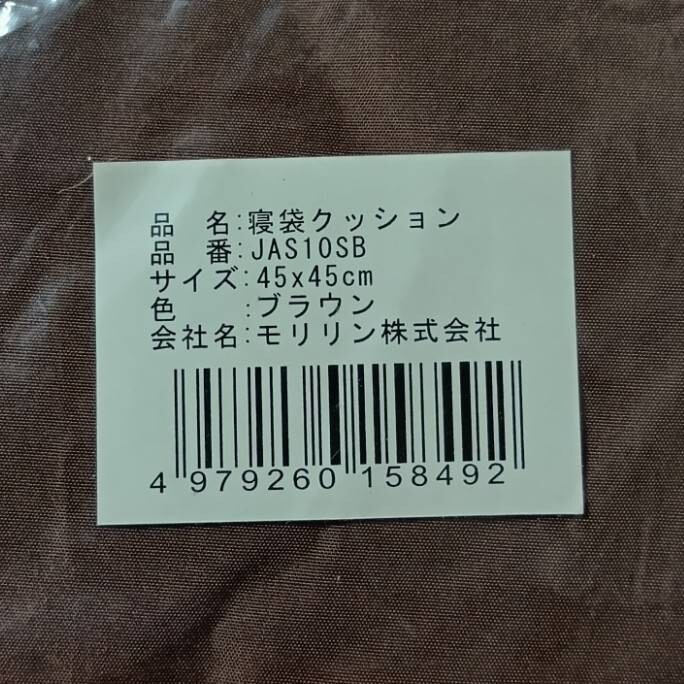 品　名:寝袋クッション
品　番:JAS10SB
サイズ:45x45cm
色　　:ブラウン
会社名:モリリン株式会社
4 979260 158492